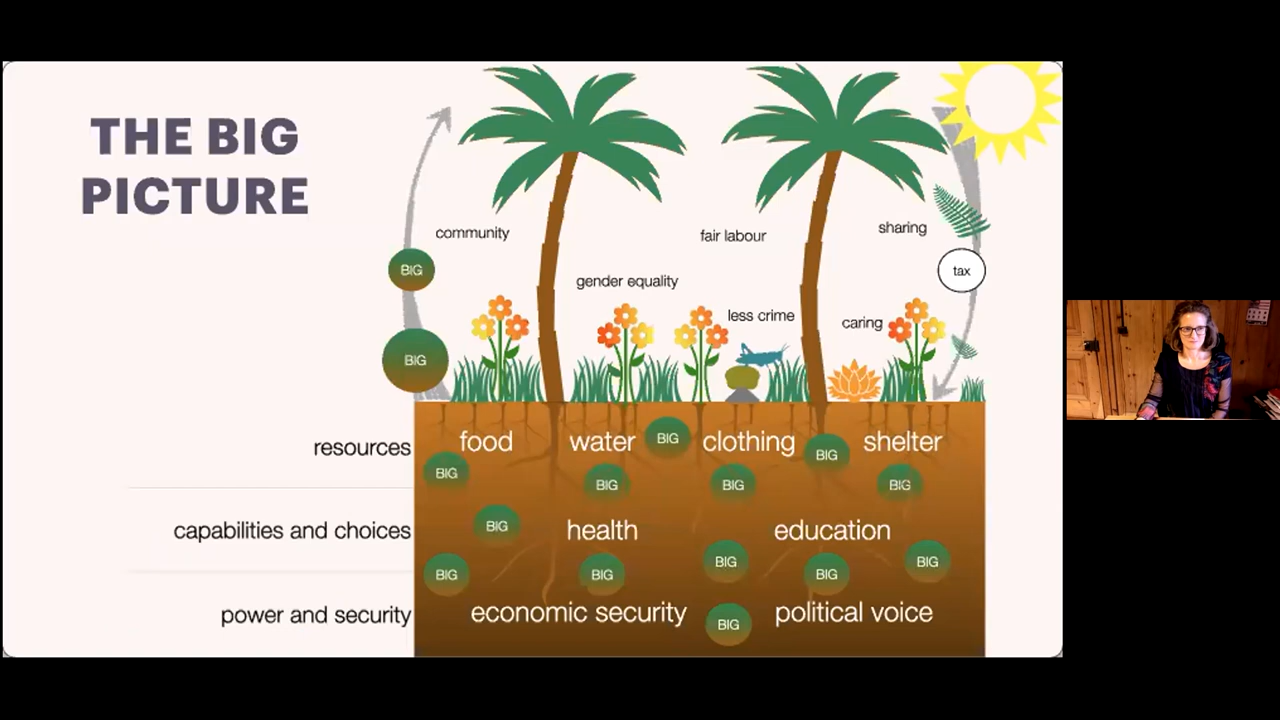 THE BIG
PICTURE
community
fair labour
sharing
BIG
tax
gender equality
less crime
caring
BIG
resources
food
water
BIG
clothing
BIG
shelter
BIG
BIG
BIG
BIG
capabilities and choices
BIG
health
education
BIG
BIG
BIG
BIG
BIG
power and security
economic security
BIG
political voice